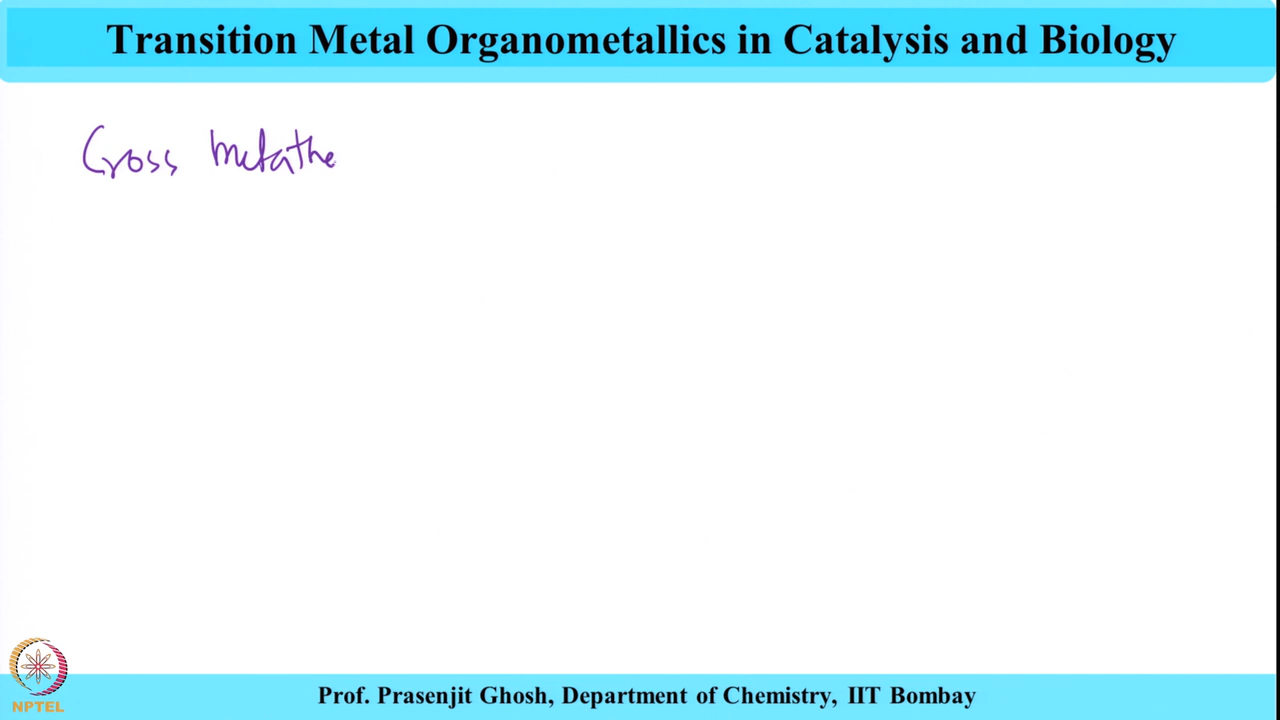 Transition Metal Organometallics in Catalysis and Biology
Cross Metathe
NPTEL
Prof. Prasenjit Ghosh, Department of Chemistry, IIT Bombay